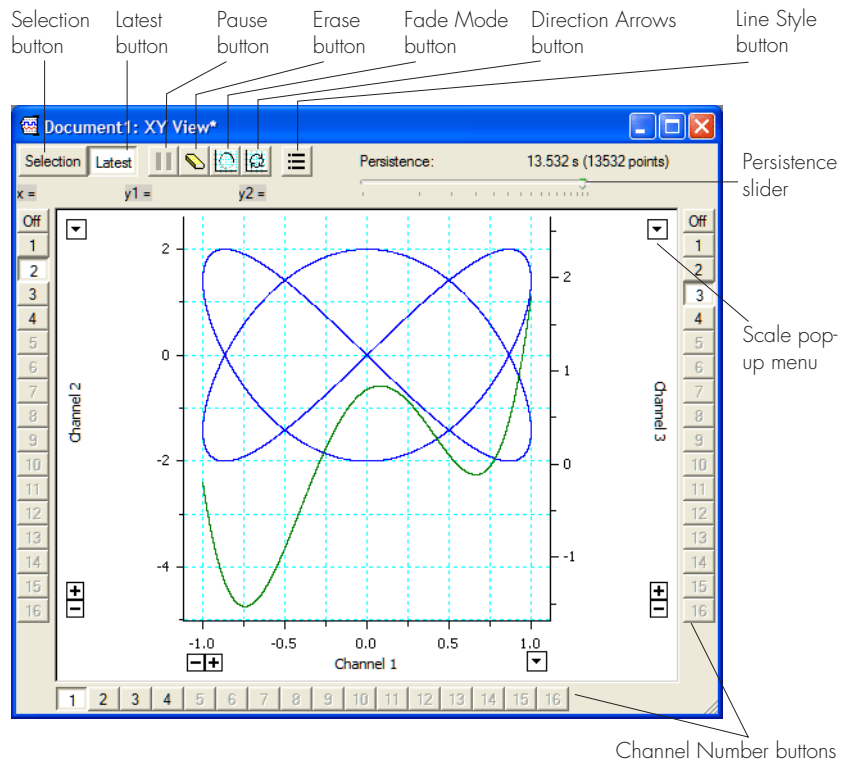 Selection button
Latest button
Pause button
Erase button
Fade Mode button
Direction Arrows button
Line Style button
Document1: XY View*
Selection Latest
Persistence: 13.532 s (13532 points)
Persistence slider
x = y1 = y2 =
Off
1
2
3
4
5
6
7
8
9
10
11
12
13
14
15
16
Channel 2
2
0
-2
-4
2
1
0
-1
Channel 3
Off
1
2
3
4
5
6
7
8
9
10
11
12
13
14
15
16
Scale pop-
up menu
-1.0 -0.5 0.0 0.5 1.0
Channel 1
1 2 3 4 5 6 7 8 9 10 11 12 13 14 15 16
Channel Number buttons